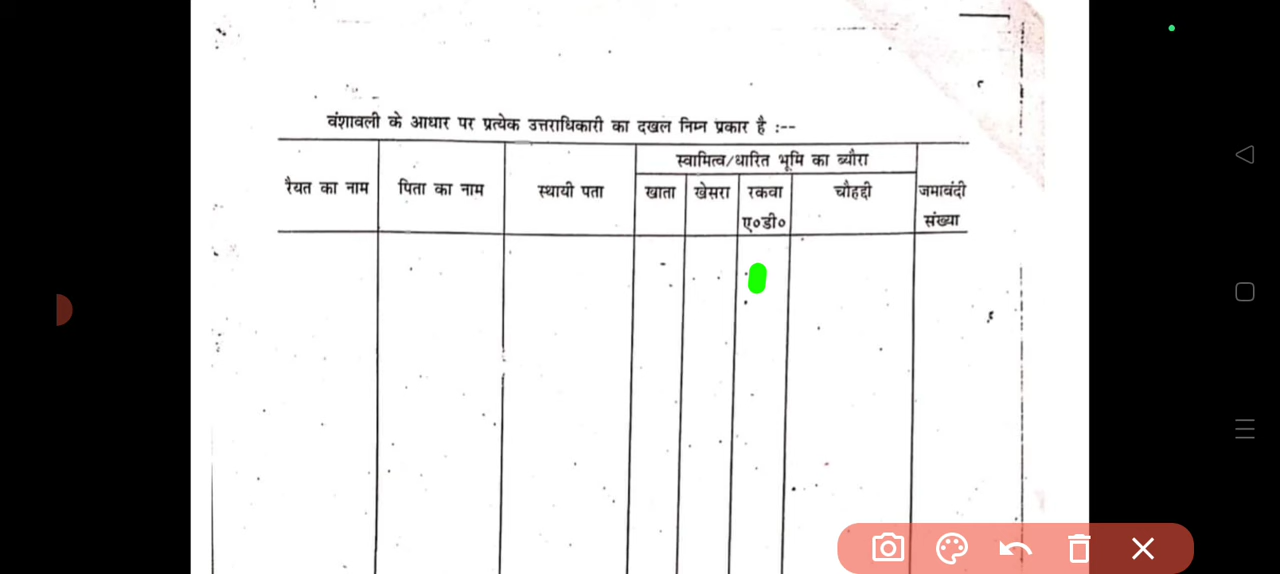 वंशावली के आधार पर प्रत्येक उत्तराधिकारी का दखल निम्न प्रकार है :--
स्वामित्व/धारित भूमि का ब्यौरा
रैयत का नाम पिता का नाम स्थायी पता खाता खेसरा रकवा चौहद्दी जमाबंदी
ए०डी० संख्या